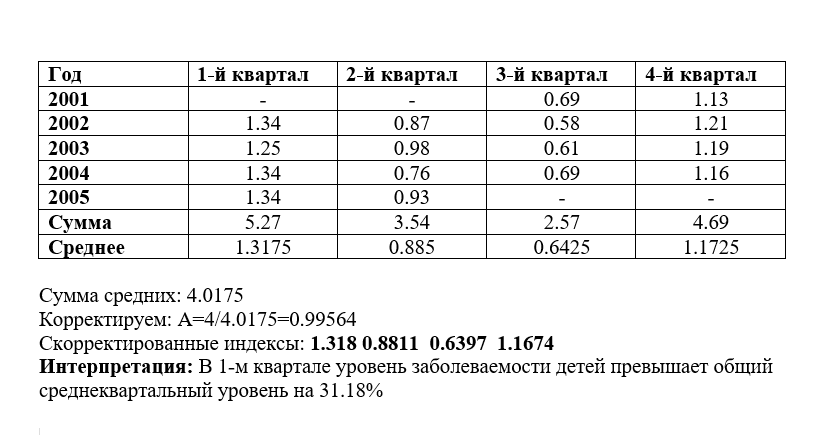 Год 1-й квартал 2-й квартал 3-й квартал 4-й квартал
2001 - - 0.69 1.13
2002 1.34 0.87 0.58 1.21
2003 1.25 0.98 0.61 1.19
2004 1.34 0.76 0.69 1.16
2005 1.34 0.93 - -
Сумма 5.27 3.54 2.57 4.69
Среднее 1.3175 0.885 0.6425 1.1725
Сумма средних: 4.0175
Корректируем: А=4/4.0175=0.99564
Скорректированные индексы: 1.318 0.8811 0.6397 1.1674
Интерпретация: В 1-м квартале уровень заболеваемости детей превышает общий
среднеквартальный уровень на 31.18%